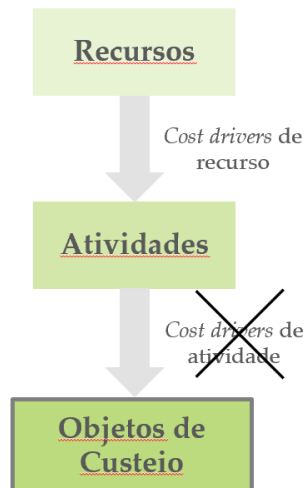 Recursos
Cost drivers de
recurso
Atividades
Cost drivers de
atividade
Objetos de
Custeio